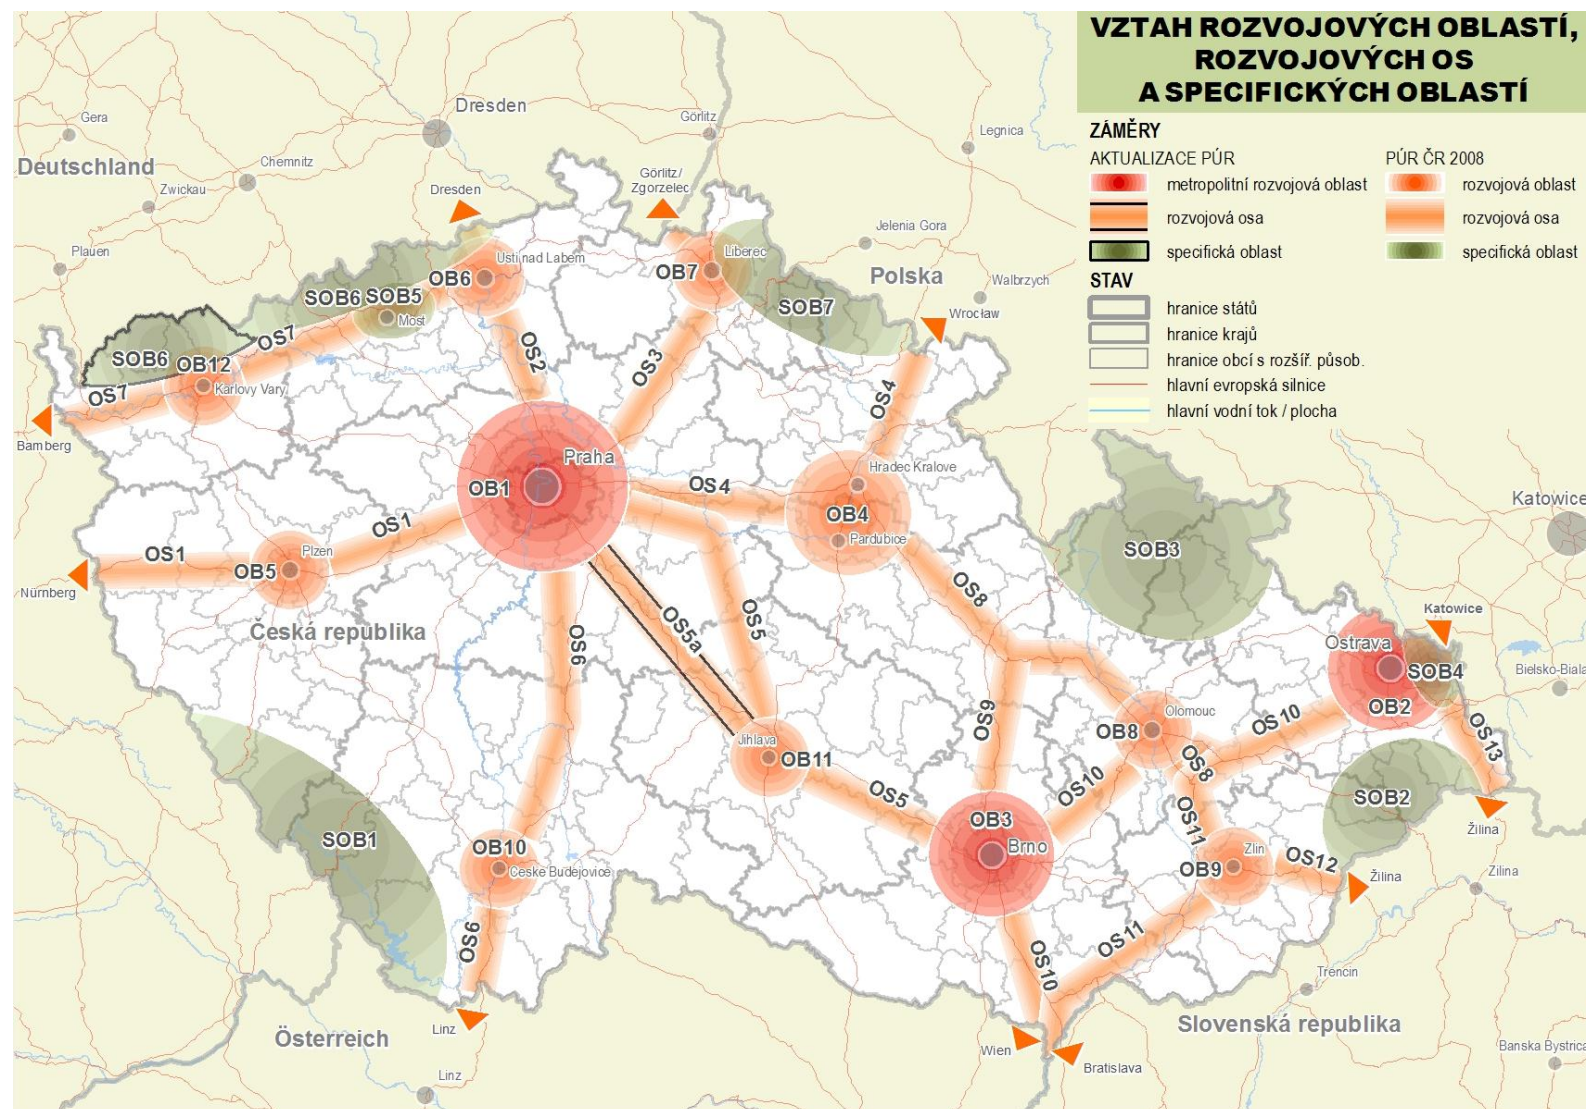 VZTAH ROZVOJOVÝCH OBLASTÍ,
ROZVOJOVÝCH OS
A SPECIFICKÝCH OBLASTÍ
ZÁMĚRY
AKTUALIZACE PÚR
PÚR ČR 2008
metropolitní rozvojová oblast
rozvojová oblast
rozvojová osa
rozvojová osa
specifická oblast
specifická oblast
STAV
hranice států
hranice krajů
hranice obcí s rozšíř. působ.
hlavní evropská silnice
hlavní vodní tok / plocha
Dresden
Gera
Görlitz
Legnica
Deutschland
Chemnitz
Zwickau
Dresden
Görlitz/
Zgorzelec
Plauen
Jelenia Gora
Liberec
Usti nad Labem
OB7
OB6
Polska
Walbrzych
SOB6
SOB5
SOB7
Wrocław
Most
OS7
SOB6
OB12
OS2
OS3
Karlovy Vary
OS7
OS4
Bamberg
Praha
Hradec Kralove
OB1
OS4
Katowice
OB4
OS1
Pardubice
OS1
Plzen
OB5
SOB3
Nürnberg
OS8
Katowice
OS5
Česká republika
OS5a
OS6
Ostrava
SOB4
Bielsko-Biala
OB2
Olomouc
OS9
OB8
OS10
Jihlava
OB11
OS13
OS8
OS10
OS5
SOB2
OB3
OS11
Žilina
SOB1
OB10
Brno
Zlin
OS12
Ceske Budejovice
OB9
Žilina
Zilina
OS6
OS11
OS10
Trencin
Linz
Österreich
Slovenská republika
Wien
Bratislava
Banska Bystrica
Linz